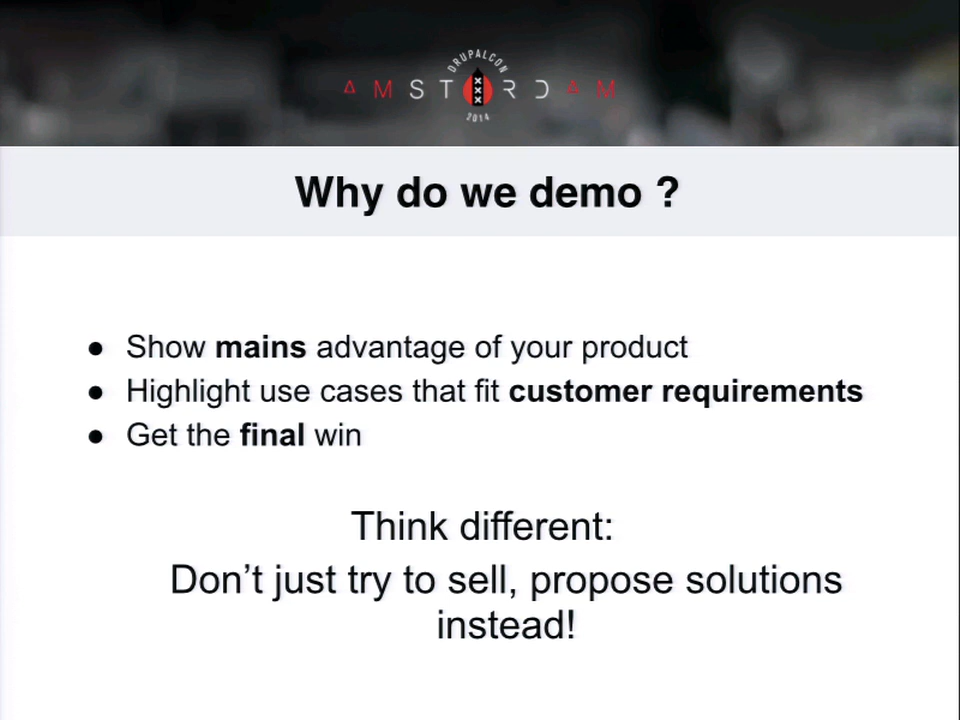 DRUPALCON
AMSTERDAM
2014
Why do we demo ?
● Show mains advantage of your product
● Highlight use cases that fit customer requirements
● Get the final win
Think different:
Don’t just try to sell, propose solutions
instead!